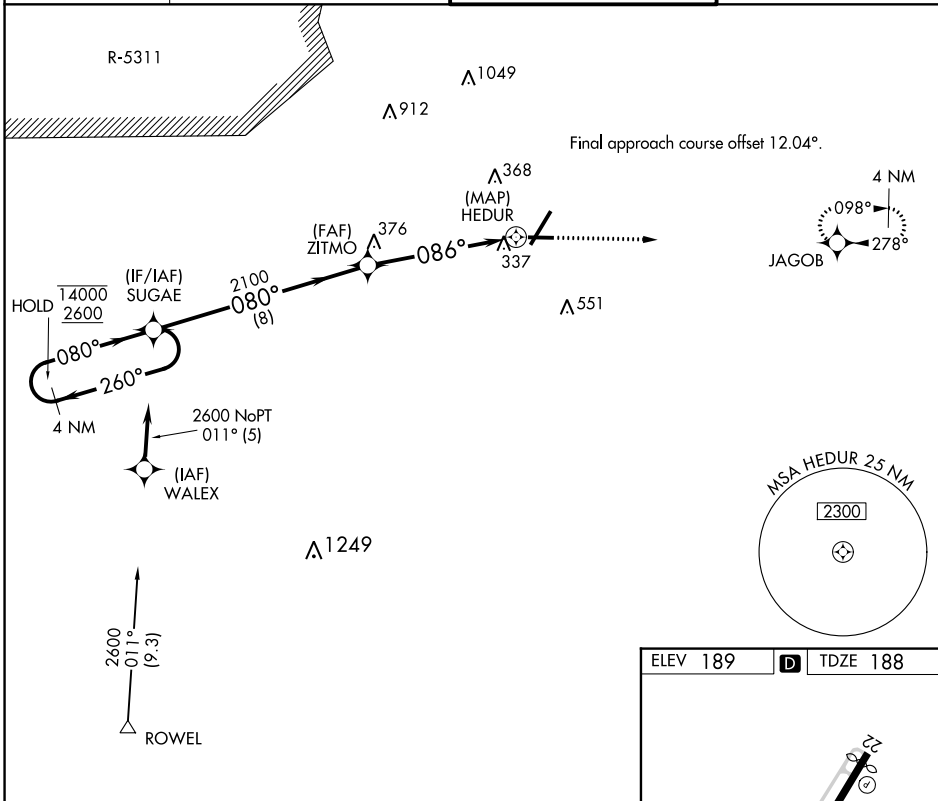 R-5311
1049
912
Final approach course offset 12.04°.
368
4 NM
(MAP)
HEDUR
098°
278°
JAGOB
(FAF)
ZITMO
376
086°
337
(IF/IAF)
SUGAE
2100
080°
(8)
551
HOLD
14000
2600
080°
260°
4 NM
2600 NoPT
011° (5)
(IAF)
WALEX
MSA HEDUR 25 NM
2300
1249
2600
011°
(9.3)
ROWEL
ELEV 189
D
TDZE 188
22
P